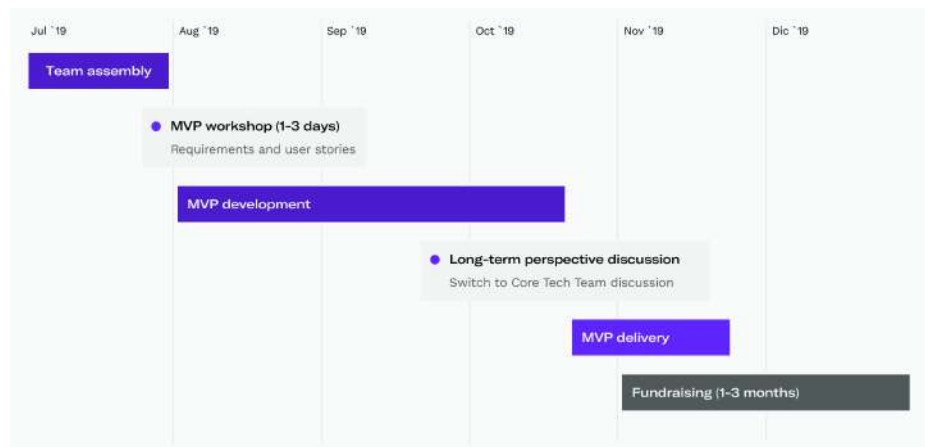 Jul `19
Aug `19
Sep `19
Oct `19
Nov `19
Dic `19
Team assembly
MVP workshop (1-3 days)
Requirements and user stories
MVP development
Long-term perspective discussion
Switch to Core Tech Team discussion
MVP delivery
Fundraising (1-3 months)